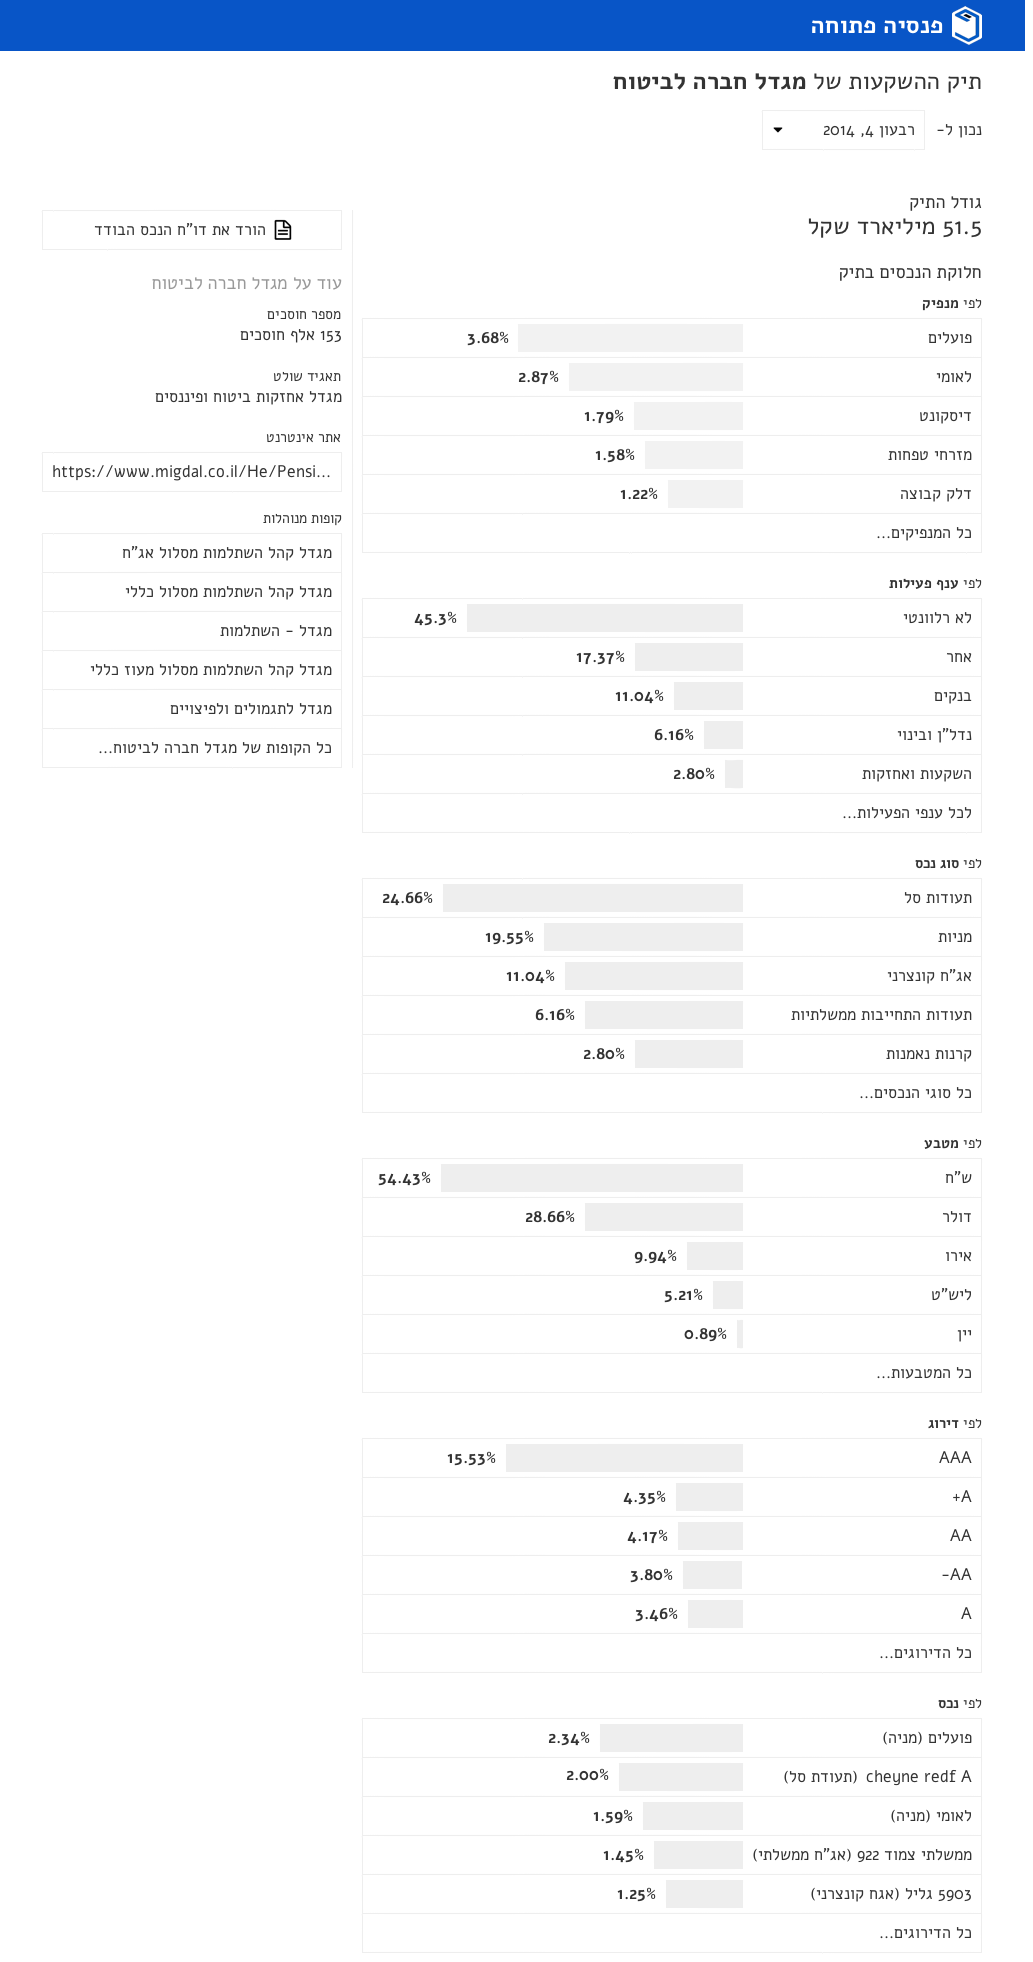 פנסיה פתוחה
תיק ההשקעות של מגדל חברה לביטוח
נכון ל- רבעון 4, 2014
גודל התיק
51.5 מיליארד שקל
חלוקת הנכסים בתיק
לפי מנפיק
פועלים 3.68%
לאומי 2.87%
דיסקונט 1.79%
מזרחי טפחות 1.58%
דלק קבוצה 1.22%
כל המנפיקים...
לפי ענף פעילות
לא רלוונטי 45.3%
אחר 17.37%
בנקים 11.04%
נדל"ן ובינוי 6.16%
השקעות ואחזקות 2.80%
לכל ענפי הפעילות...
לפי סוג נכס
תעודות סל 24.66%
מניות 19.55%
אג"ח קונצרני 11.04%
תעודות התחייבות ממשלתיות 6.16%
קרנות נאמנות 2.80%
כל סוגי הנכסים...
לפי מטבע
ש"ח 54.43%
דולר 28.66%
אירו 9.94%
ליש"ט 5.21%
יין 0.89%
כל המטבעות...
לפי דירוג
AAA 15.53%
A+ 4.35%
AA 4.17%
AA- 3.80%
A 3.46%
כל הדירוגים...
לפי נכס
פועלים (מניה) 2.34%
cheyne redf A (תעודת סל) 2.00%
לאומי (מניה) 1.59%
ממשלתי צמוד 922 (אג"ח ממשלתי) 1.45%
5903 גליל (אגח קונצרני) 1.25%
כל הדירוגים...
הורד את דו"ח הנכס הבודד
עוד על מגדל חברה לביטוח
מספר חוסכים
153 אלף חוסכים
תאגיד שולט
מגדל אחזקות ביטוח ופיננסים
אתר אינטרנט
https://www.migdal.co.il/He/Pensi...
קופות מנוהלות
מגדל קהל השתלמות מסלול אג"ח
מגדל קהל השתלמות מסלול כללי
מגדל - השתלמות
מגדל קהל השתלמות מסלול מעוז כללי
מגדל לתגמולים ולפיצויים
כל הקופות של מגדל חברה לביטוח...